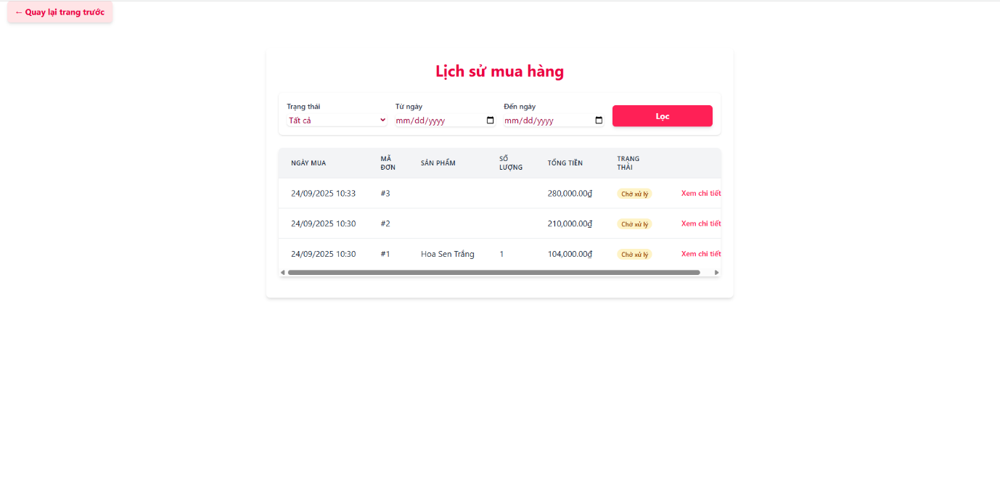 ← Quay lại trang trước
Lịch sử mua hàng
Trạng thái
Từ ngày
Đến ngày
Tất cả
mm/dd/yyyy
mm/dd/yyyy
Lọc
NGÀY MUA
MÃ ĐƠN
SẢN PHẨM
SỐ LƯỢNG
TỔNG TIỀN
TRẠNG THÁI
24/09/2025 10:33 #3 280,000.00₫ Chờ xử lý Xem chi tiết
24/09/2025 10:30 #2 210,000.00₫ Chờ xử lý Xem chi tiết
24/09/2025 10:30 #1 Hoa Sen Trắng 1 104,000.00₫ Chờ xử lý Xem chi tiết